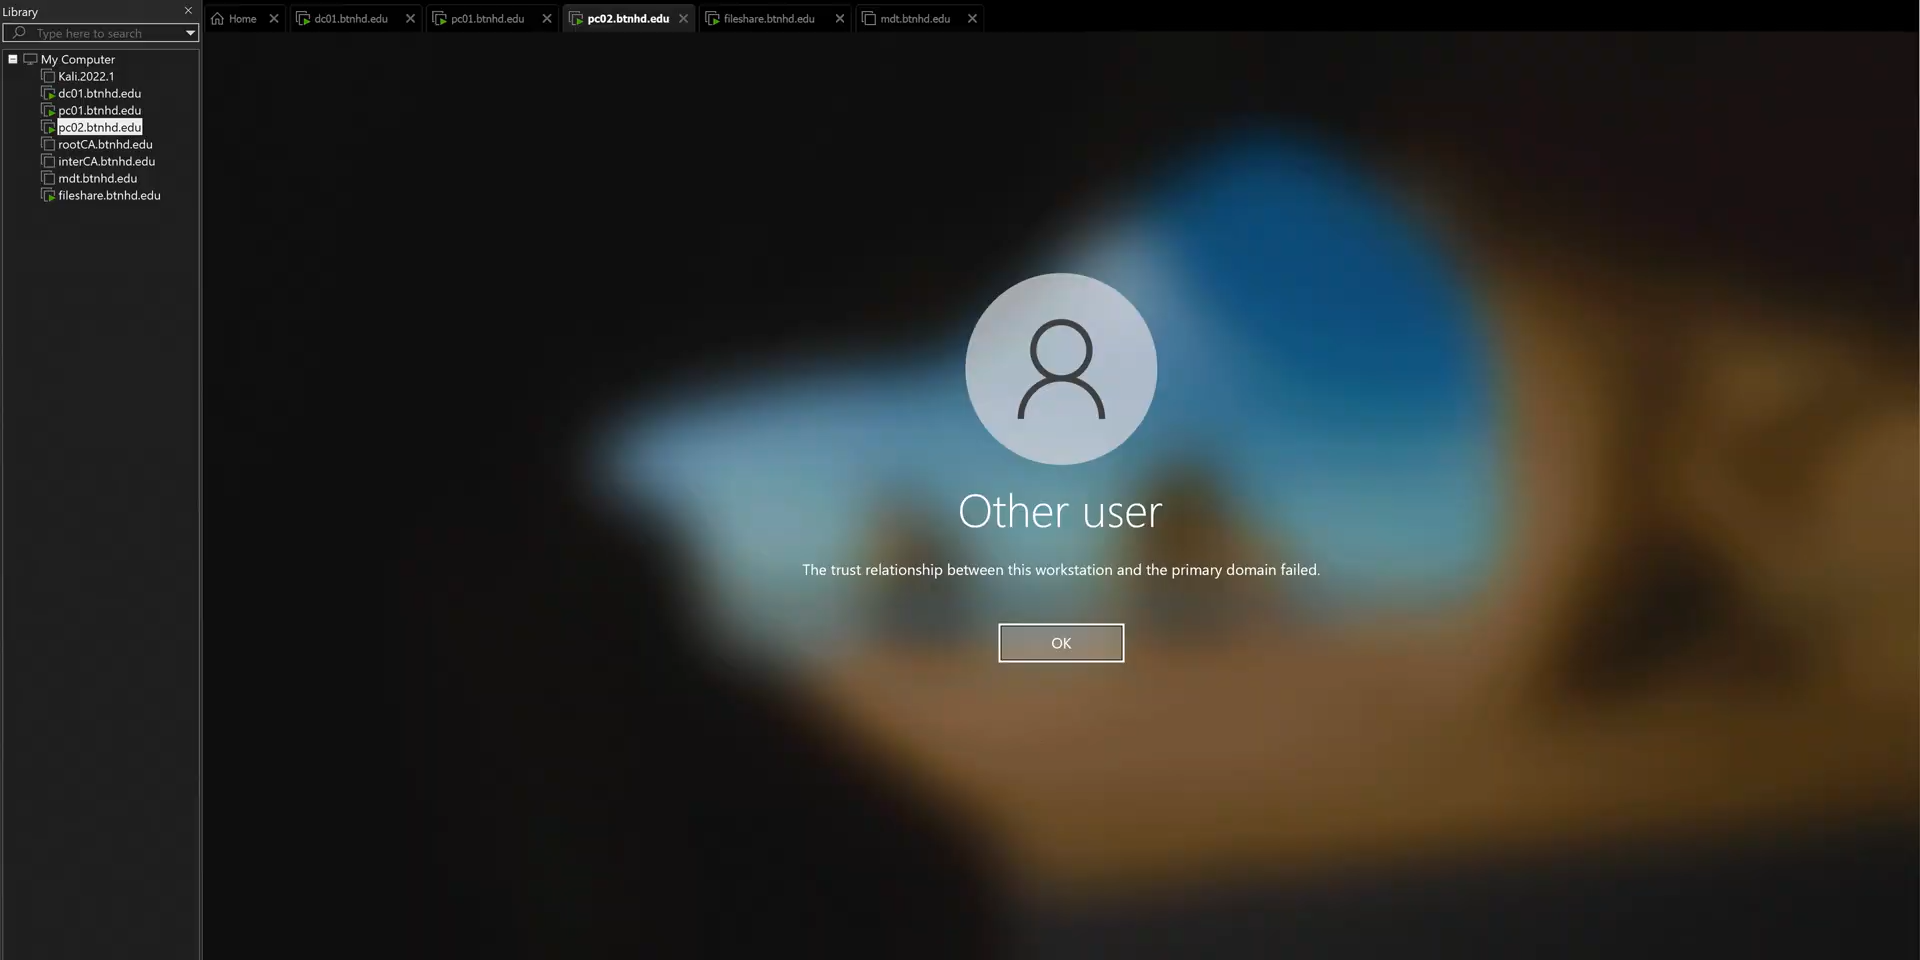 Library
Type here to search
My Computer
Kali.2022.1
dc01.btnhd.edu
pc01.btnhd.edu
pc02.btnhd.edu
rootCA.btnhd.edu
interCA.btnhd.edu
mdt.btnhd.edu
fileshare.btnhd.edu
Home
dc01.btnhd.edu
pc01.btnhd.edu
pc02.btnhd.edu
fileshare.btnhd.edu
mdt.btnhd.edu
Other user
The trust relationship between this workstation and the primary domain failed.
OK